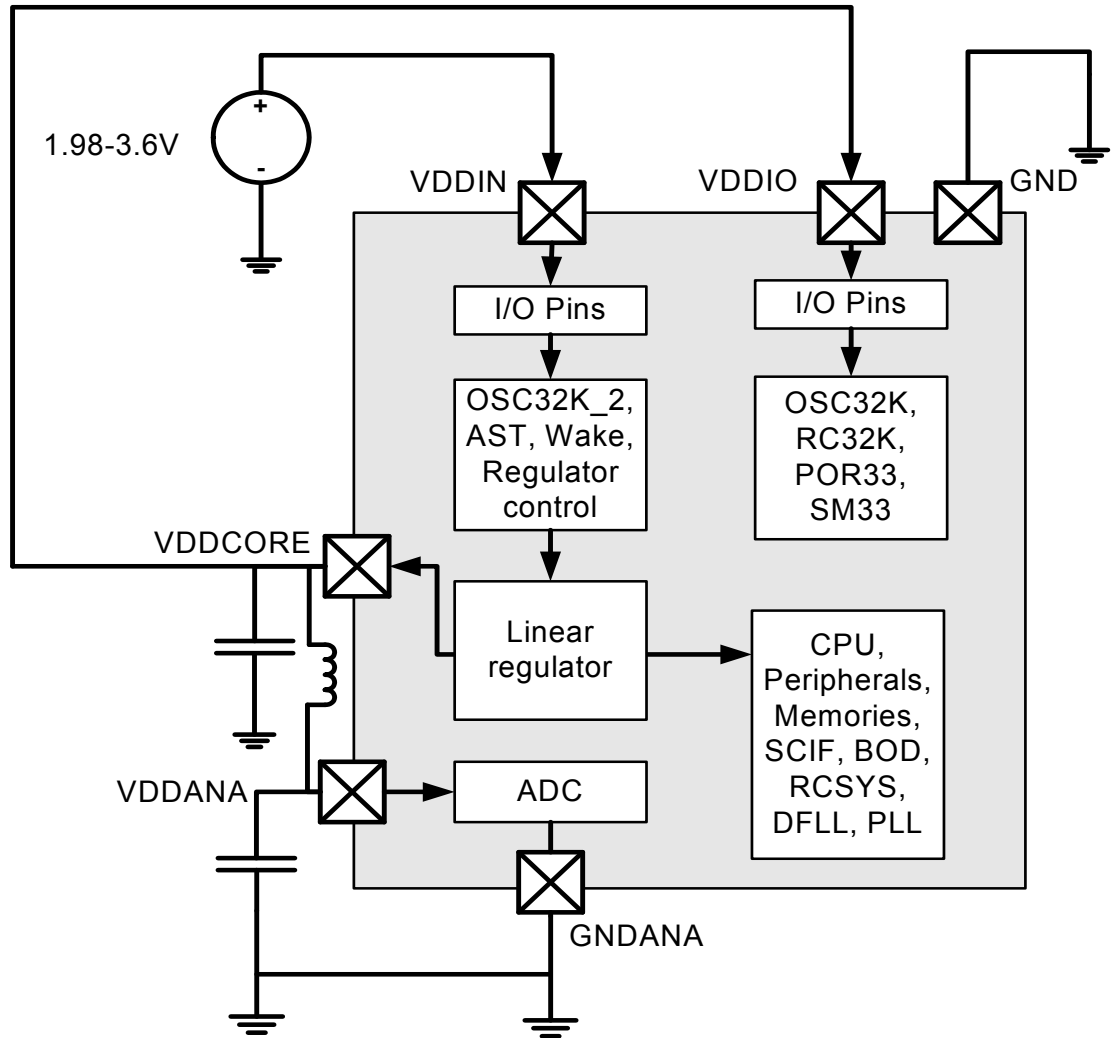 +
1.98-3.6V
-
VDDIN
VDDIO
GND
I/O Pins
I/O Pins
OSC32K_2,
AST, Wake,
Regulator
control
OSC32K,
RC32K,
POR33,
SM33
VDDCORE
Linear
regulator
CPU,
Peripherals,
Memories,
SCIF, BOD,
RCSYS,
DFLL, PLL
VDDANA
ADC
GNDANA